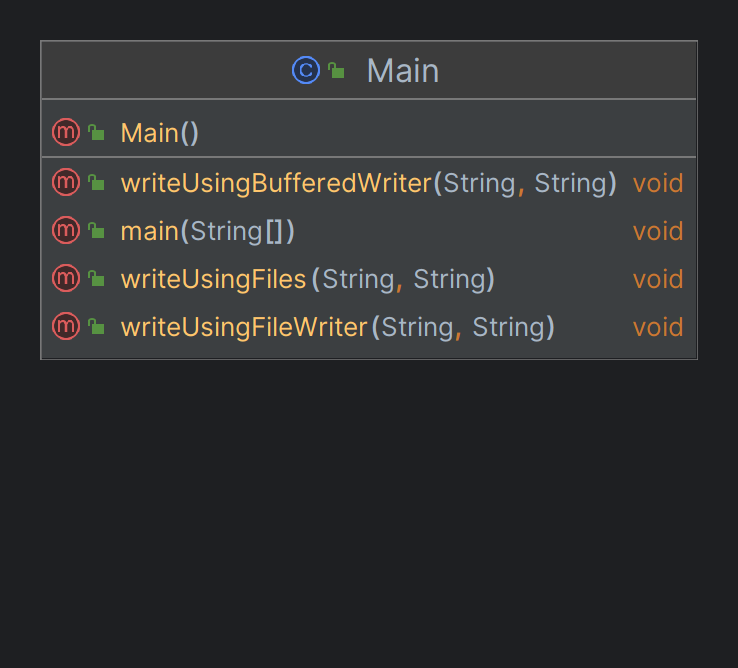 C Main
m Main()
m writeUsingBufferedWriter(String, String) void
m main(String[]) void
m writeUsingFiles(String, String) void
m writeUsingFileWriter(String, String) void